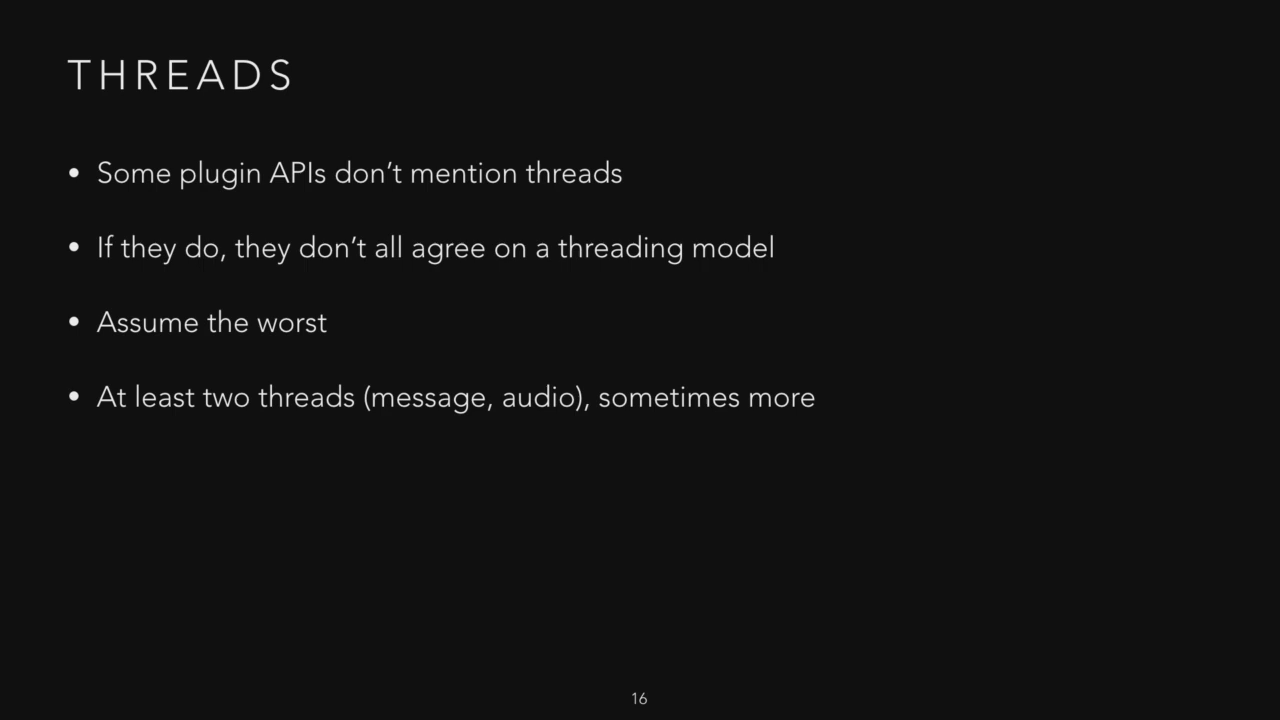 THREADS
• Some plugin APIs don’t mention threads
• If they do, they don’t all agree on a threading model
• Assume the worst
• At least two threads (message, audio), sometimes more
16